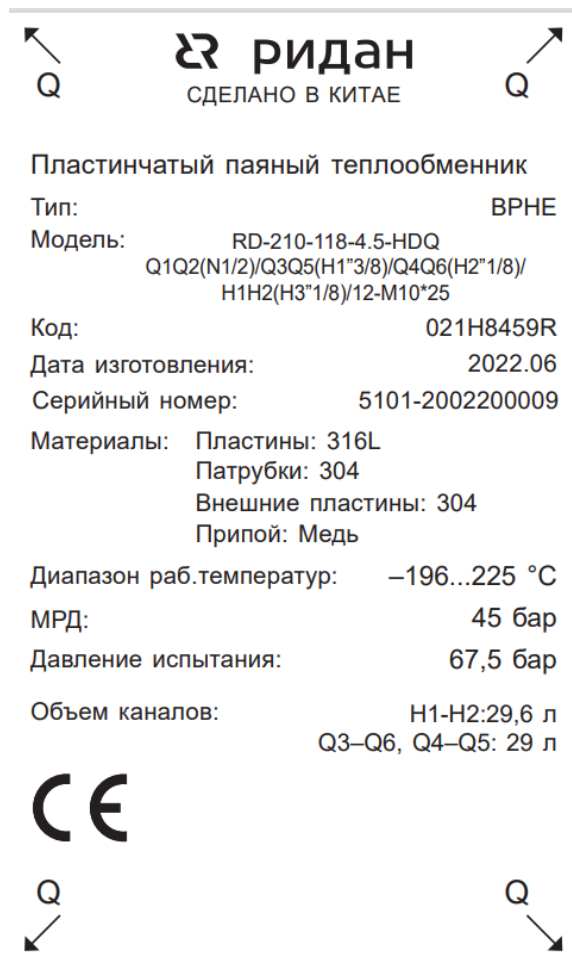 ридан
Q Q
СДЕЛАНО В КИТАЕ
Пластинчатый паяный теплообменник
Тип: BPHE
Модель: RD-210-118-4.5-HDQ
Q1Q2(N1/2)/Q3Q5(H1”3/8)/Q4Q6(H2”1/8)/
H1H2(H3”1/8)/12-M10*25
Код: 021H8459R
Дата изготовления: 2022.06
Серийный номер: 5101-2002200009
Материалы: Пластины: 316L
Патрубки: 304
Внешние пластины: 304
Припой: Медь
Диапазон раб.температур: –196...225 °C
МРД: 45 бар
Давление испытания: 67,5 бар
Объем каналов: H1-H2:29,6 л
Q3–Q6, Q4–Q5: 29 л
CE
Q Q